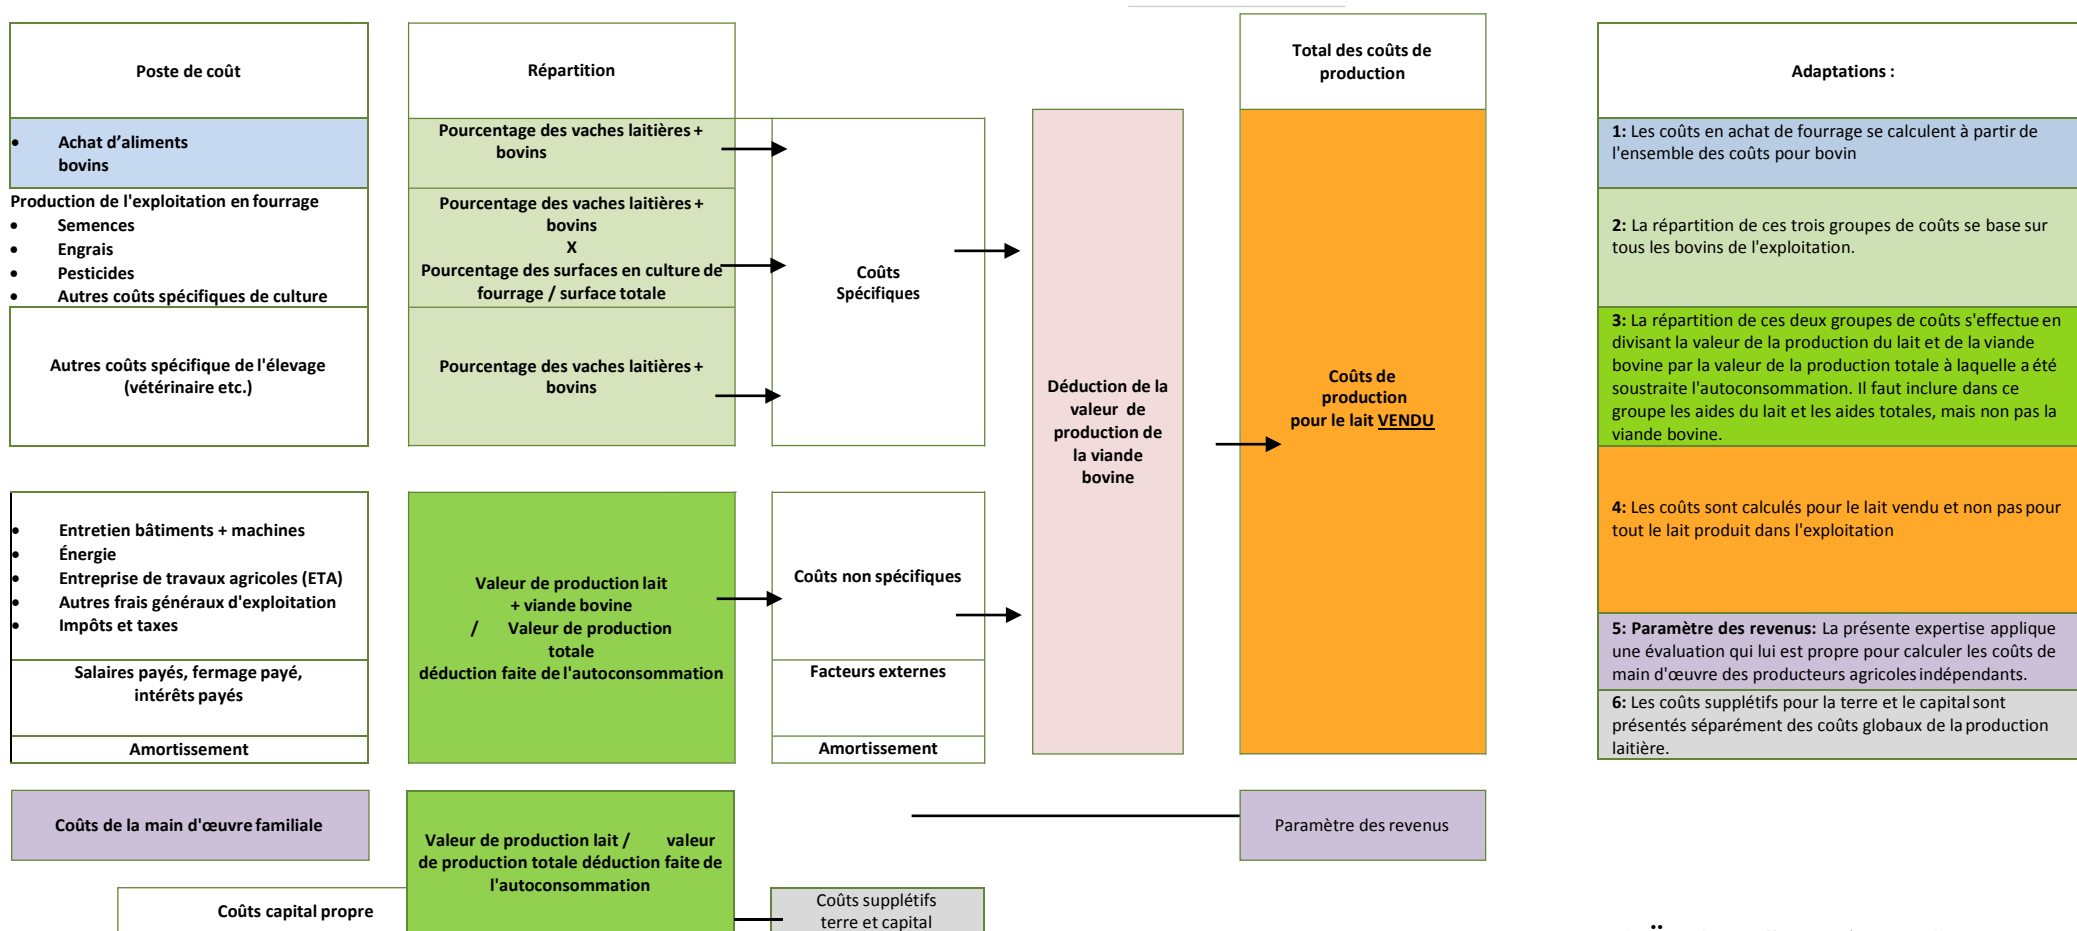 Poste de coût
Répartition
Total des coûts de
production
Adaptations :
• Achat d’aliments
bovins
Pourcentage des vaches laitières +
bovins
1: Les coûts en achat de fourrage se calculent à partir de
l'ensemble des coûts pour bovin
Production de l'exploitation en fourrage
• Semences
• Engrais
• Pesticides
• Autres coûts spécifiques de culture
Pourcentage des vaches laitières +
bovins
X
Pourcentage des surfaces en culture de
fourrage / surface totale
Coûts
Spécifiques
2: La répartition de ces trois groupes de coûts se base sur
tous les bovins de l'exploitation.
Autres coûts spécifique de l'élevage
(vétérinaire etc.)
Pourcentage des vaches laitières +
bovins
Déduction de la
valeur de
production de
la viande
bovine
Coûts de
production
pour le lait VENDU
3: La répartition de ces deux groupes de coûts s'effectue en
divisant la valeur de la production du lait et de la viande
bovine par la valeur de la production totale à laquelle a été
soustraite l'autoconsommation. Il faut inclure dans ce
groupe les aides du lait et les aides totales, mais non pas la
viande bovine.
• Entretien bâtiments + machines
• Énergie
• Entreprise de travaux agricoles (ETA)
• Autres frais généraux d'exploitation
• Impôts et taxes
Valeur de production lait
+ viande bovine
/ Valeur de production
totale
déduction faite de l'autoconsommation
Coûts non spécifiques
4: Les coûts sont calculés pour le lait vendu et non pas pour
tout le lait produit dans l'exploitation
Salaires payés, fermage payé,
intérêts payés
Facteurs externes
5: Paramètre des revenus: La présente expertise applique
une évaluation qui lui est propre pour calculer les coûts de
main d'œuvre des producteurs agricoles indépendants.
Amortissement
Amortissement
6: Les coûts supplétifs pour la terre et le capital sont
présentés séparément des coûts globaux de la production
laitière.
Coûts de la main d'œuvre familiale
Valeur de production lait / valeur
de production totale déduction faite de
l'autoconsommation
Paramètre des revenus
Coûts capital propre
Coûts supplétifs
terre et capital